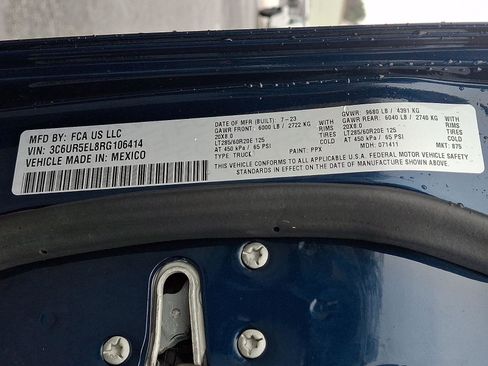 MFD BY: FCA US LLC
VIN: 3C6UR5EL8RG106414
VEHICLE MADE IN: MEXICO
DATE OF MFR (BUILT): 7-23 GVWR: 9680 LB / 4391 KG
GAWR FRONT: 6000 LB / 2722 KG WITH GAWR REAR: 6040 LB / 2740 KG WITH
20X8.0 RIMS 20X8.0 RIMS
LT285/60R20E 125 TIRES LT285/60R20E 125 TIRES
AT 450 kPa / 65 PSI AT 450 kPa / 65 PSI
TYPE: TRUCK PAINT: PPX MDH: 071411 MKT: 875
THIS VEHICLE CONFORMS TO ALL APPLICABLE U.S.A. FEDERAL MOTOR VEHICLE SAFETY
STANDARDS IN EFFECT ON THE DATE OF MANUFACTURE SHOWN ABOVE.